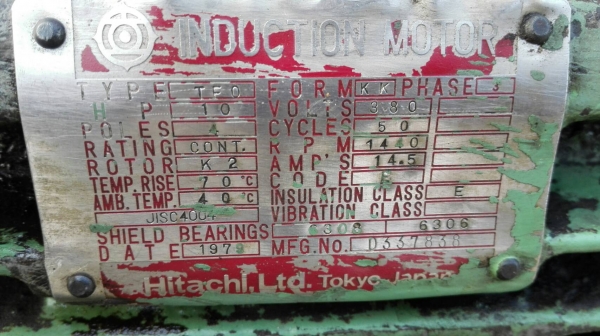 INDUCTION MOTOR
TYPE TFO FORM KK PHASE 3
HP 10 VOLTS 380
POLES 4 CYCLES 50
RATING CONT. RPM 1440
ROTOR K2 AMP'S 14.5
TEMP. RISE 70°C CODE
AMB. TEMP 40°C INSULATION CLASS E
JISC4004 VIBRATION CLASS
SHIELD BEARINGS 6308 6306
DATE 1979 MFG. NO. D337838
Hitachi, Ltd. Tokyo Japan